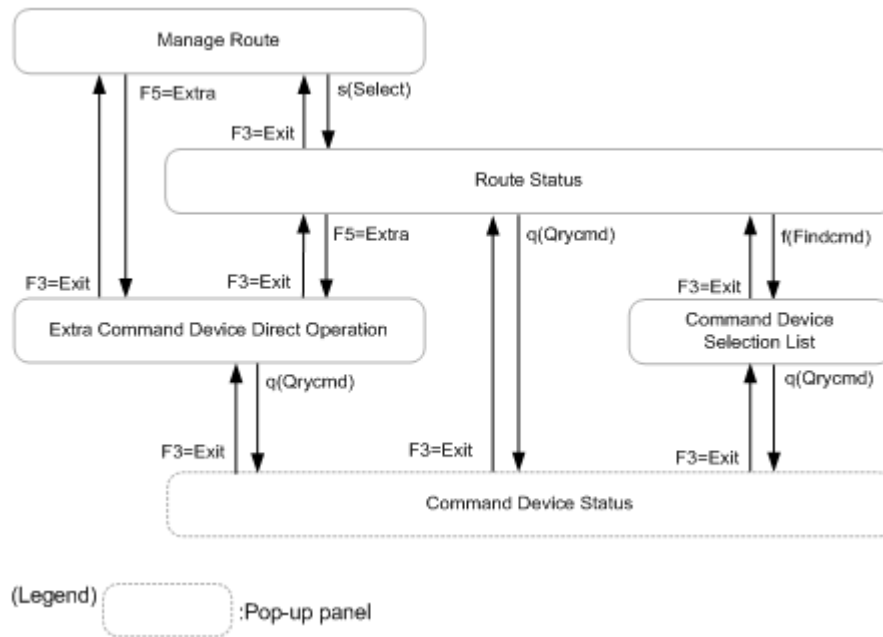 Manage Route
F5=Extra
s(Select)
F3=Exit
Route Status
F5=Extra
q(Qrycmd)
f(Findcmd)
F3=Exit
F3=Exit
F3=Exit
Extra Command Device Direct Operation
Command Device
Selection List
q(Qrycmd)
q(Qrycmd)
F3=Exit
F3=Exit
F3=Exit
Command Device Status
(Legend)
:Pop-up panel